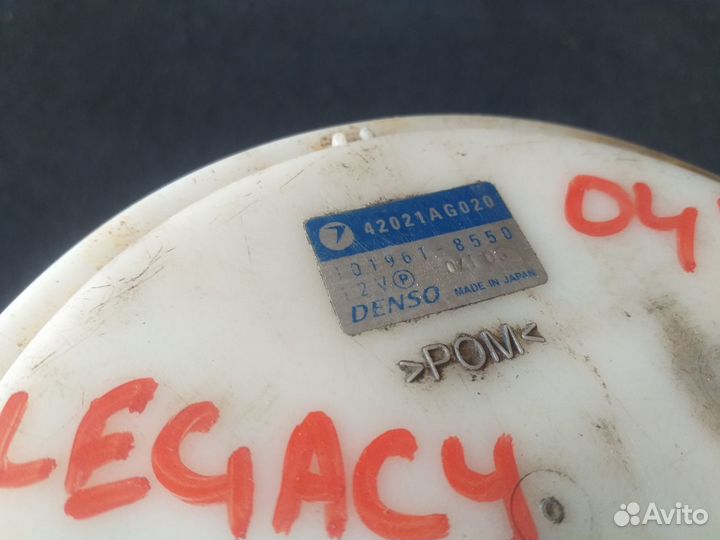 42021AG020
101961-8550
12V P
DENSO MADE IN JAPAN
>POM<
04
LEGACY
Avito